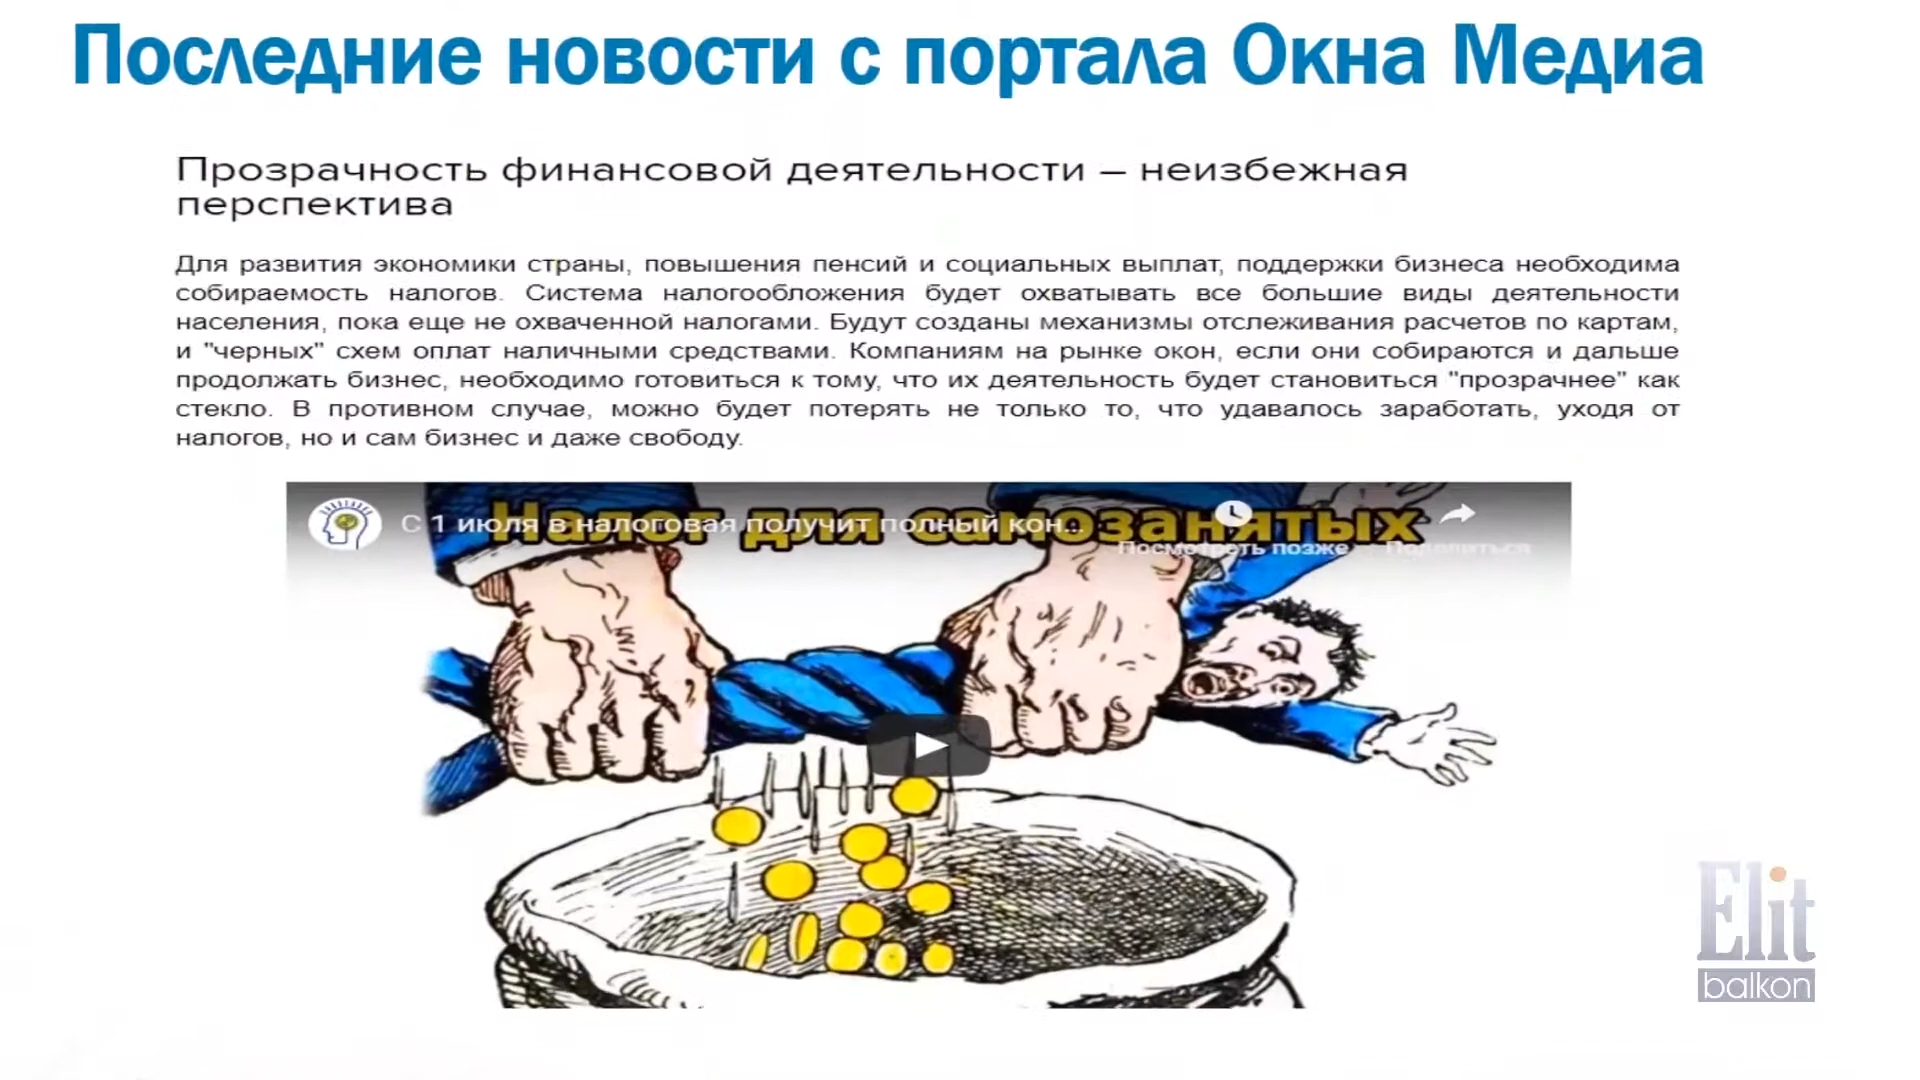 Последние новости с портала Окна Медиа
Прозрачность финансовой деятельности – неизбежная
перспектива
Для развития экономики страны, повышения пенсий и социальных выплат, поддержки бизнеса необходима
собираемость налогов. Система налогообложения будет охватывать все большие виды деятельности
населения, пока еще не охваченной налогами. Будут созданы механизмы отслеживания расчетов по картам,
и "черных" схем оплат наличными средствами. Компаниям на рынке окон, если они собираются и дальше
продолжать бизнес, необходимо готовиться к тому, что их деятельность будет становиться "прозрачнее" как
стекло. В противном случае, можно будет потерять не только то, что удавалось заработать, уходя от
налогов, но и сам бизнес и даже свободу.
С 1 июля в налоговая получит полный кон...
Налог для самозанятых
Посмотреть позже
Поделиться
Elit
balkon